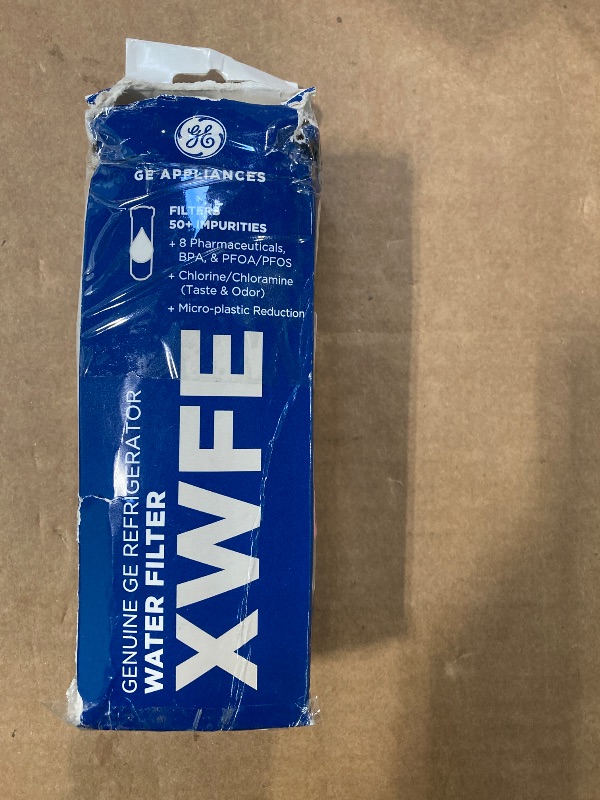 GE
GE APPLIANCES
FILTERS
50+ IMPURITIES
+ 8 Pharmaceuticals,
BPA, & PFOA/PFOS
+ Chlorine/Chloramine
(Taste & Odor)
+ Micro-plastic Reduction
GENUINE GE REFRIGERATOR
WATER FILTER
XWFE